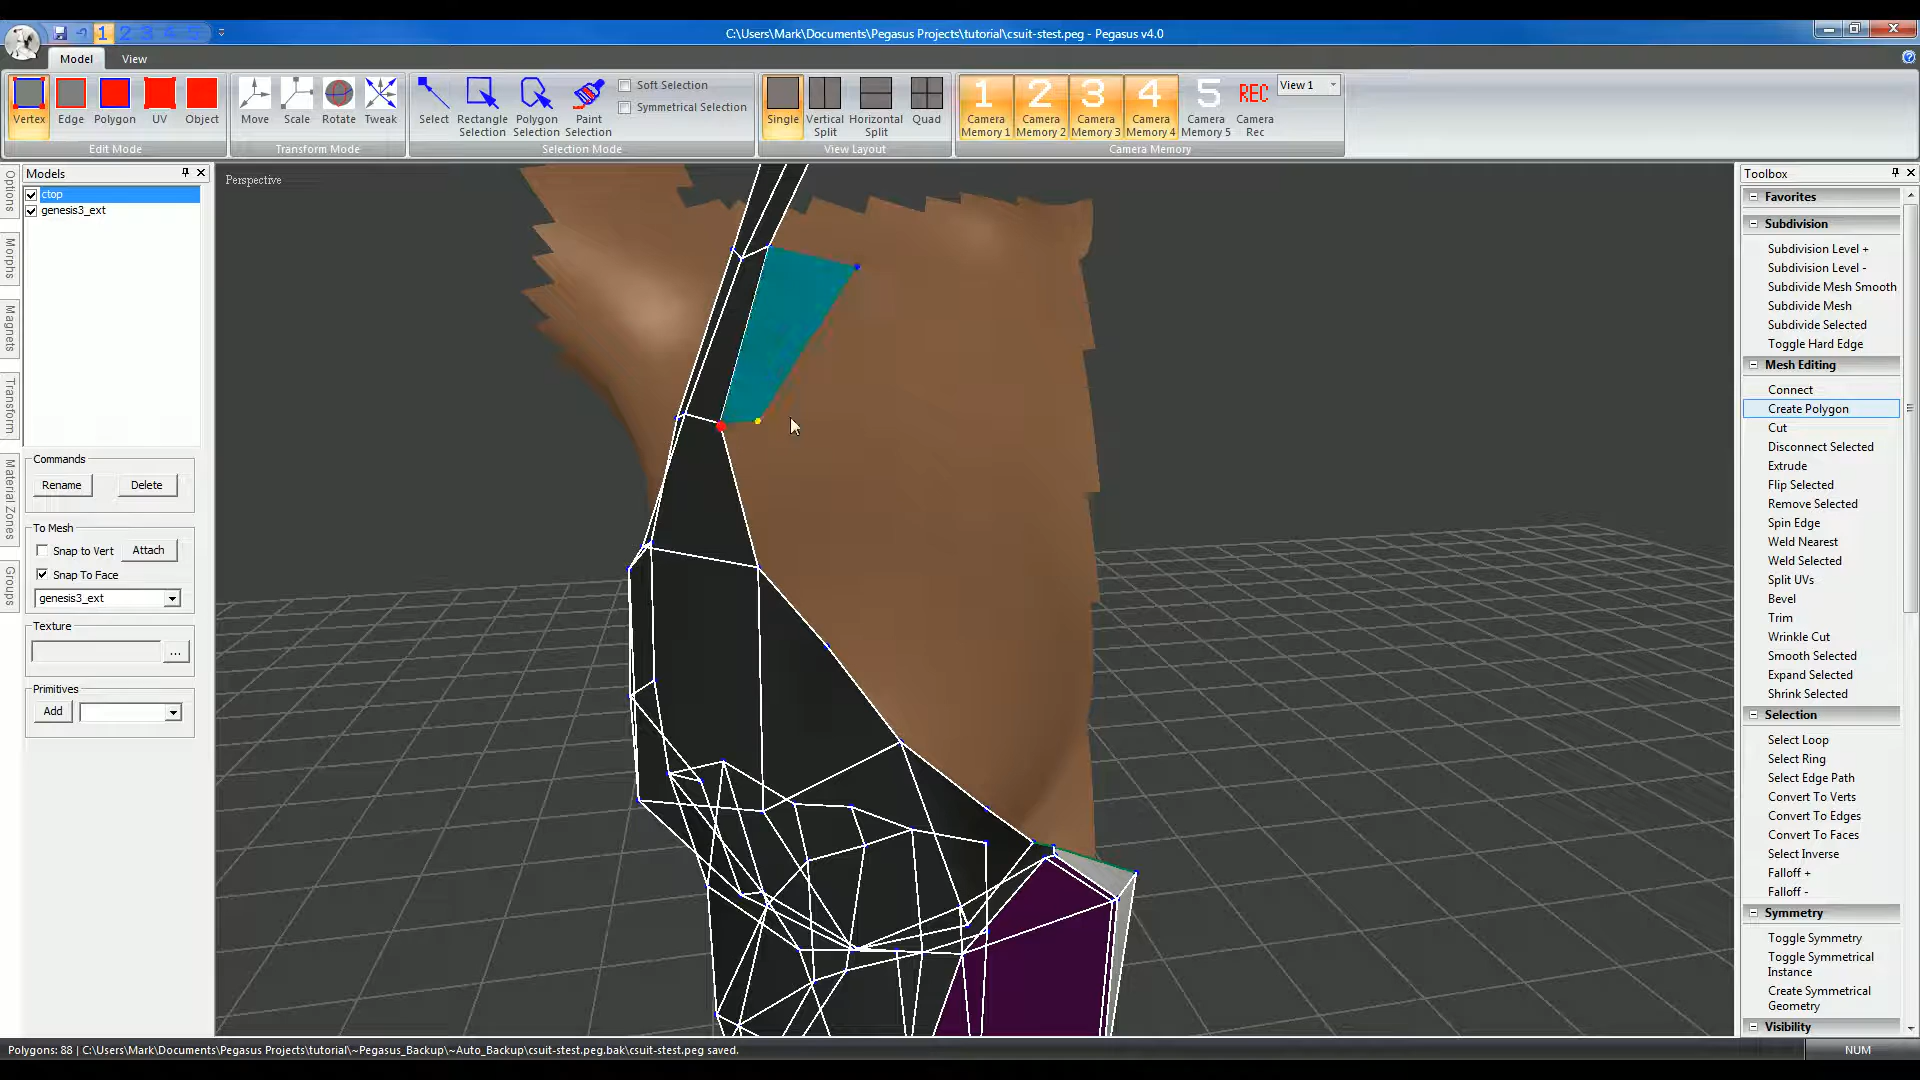 1 2 3 4 5
C:\Users\Mark\Documents\Pegasus Projects\tutorial\csuit-stest.peg - Pegasus v4.0
Model
View
Vertex
Edge
Polygon
UV
Object
Edit Mode
Move
Scale
Rotate
Tweak
Transform Mode
Select
Rectangle
Selection
Polygon
Selection
Paint
Selection
Soft Selection
Symmetrical Selection
Selection Mode
Single
Vertical
Split
Horizontal
Split
Quad
View Layout
1
Camera
Memory 1
2
Camera
Memory 2
3
Camera
Memory 3
4
Camera
Memory 4
5
Camera
Memory 5
REC
Camera
Rec
View 1
Camera Memory
Options
Morphs
Magnets
Transform
Material Zones
Groups
Models
ctop
genesis3_ext
Commands
Rename
Delete
To Mesh
Snap to Vert
Attach
Snap To Face
genesis3_ext
Texture
...
Primitives
Add
Perspective
Toolbox
Favorites
Subdivision
Subdivision Level +
Subdivision Level -
Subdivide Mesh Smooth
Subdivide Mesh
Subdivide Selected
Toggle Hard Edge
Mesh Editing
Connect
Create Polygon
Cut
Disconnect Selected
Extrude
Flip Selected
Remove Selected
Spin Edge
Weld Nearest
Weld Selected
Split UVs
Bevel
Trim
Wrinkle Cut
Smooth Selected
Expand Selected
Shrink Selected
Selection
Select Loop
Select Ring
Select Edge Path
Convert To Verts
Convert To Edges
Convert To Faces
Select Inverse
Falloff +
Falloff -
Symmetry
Toggle Symmetry
Toggle Symmetrical
Instance
Create Symmetrical
Geometry
Visibility
Polygons: 88 | C:\Users\Mark\Documents\Pegasus Projects\tutorial\~Pegasus_Backup\~Auto_Backup\csuit-stest.peg.bak\csuit-stest.peg saved.
NUM